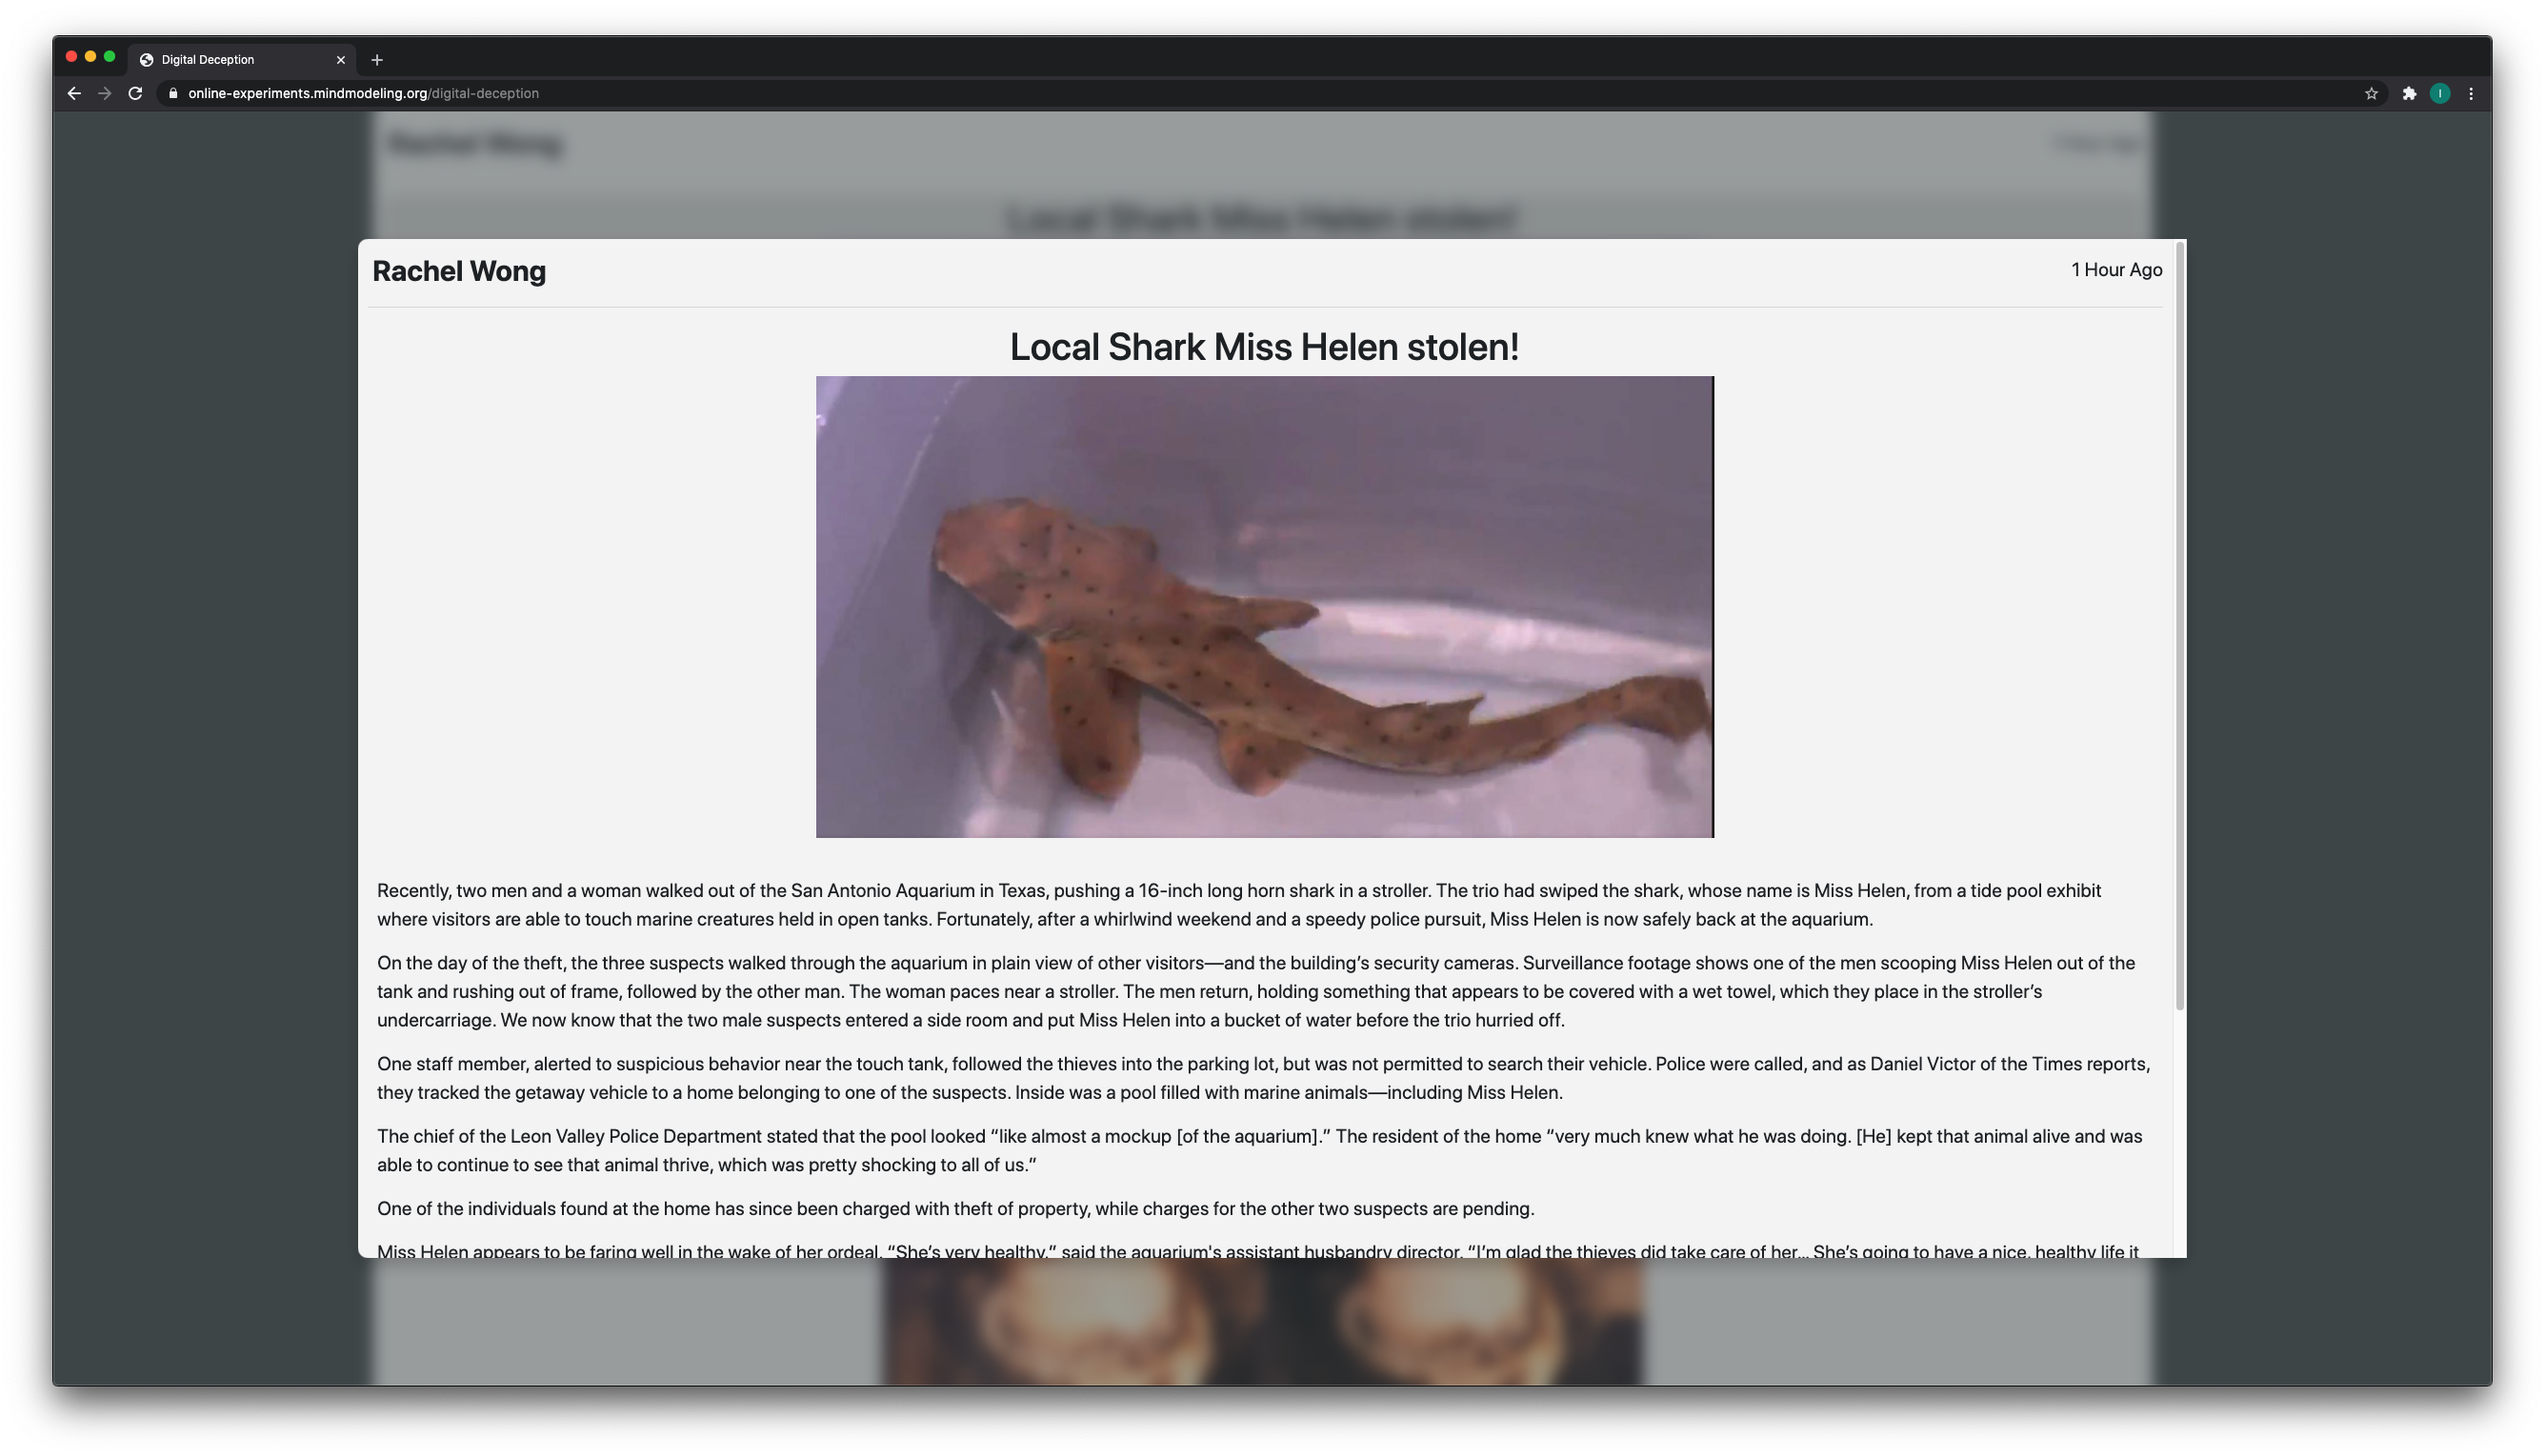 Digital Deception
online-experiments.mindmodeling.org/digital-deception
I
Rachel Wong
1 Hour Ago
Local Shark Miss Helen stolen!
Rachel Wong
1 Hour Ago
Local Shark Miss Helen stolen!
Recently, two men and a woman walked out of the San Antonio Aquarium in Texas, pushing a 16-inch long horn shark in a stroller. The trio had swiped the shark, whose name is Miss Helen, from a tide pool exhibit
where visitors are able to touch marine creatures held in open tanks. Fortunately, after a whirlwind weekend and a speedy police pursuit, Miss Helen is now safely back at the aquarium.
On the day of the theft, the three suspects walked through the aquarium in plain view of other visitors—and the building’s security cameras. Surveillance footage shows one of the men scooping Miss Helen out of the
tank and rushing out of frame, followed by the other man. The woman paces near a stroller. The men return, holding something that appears to be covered with a wet towel, which they place in the stroller’s
undercarriage. We now know that the two male suspects entered a side room and put Miss Helen into a bucket of water before the trio hurried off.
One staff member, alerted to suspicious behavior near the touch tank, followed the thieves into the parking lot, but was not permitted to search their vehicle. Police were called, and as Daniel Victor of the Times reports,
they tracked the getaway vehicle to a home belonging to one of the suspects. Inside was a pool filled with marine animals—including Miss Helen.
The chief of the Leon Valley Police Department stated that the pool looked “like almost a mockup [of the aquarium].” The resident of the home “very much knew what he was doing. [He] kept that animal alive and was
able to continue to see that animal thrive, which was pretty shocking to all of us.”
One of the individuals found at the home has since been charged with theft of property, while charges for the other two suspects are pending.
Miss Helen appears to be faring well in the wake of her ordeal. “She’s very healthy,” said the aquarium's assistant husbandry director. “I’m glad the thieves did take care of her... She’s going to have a nice, healthy life it